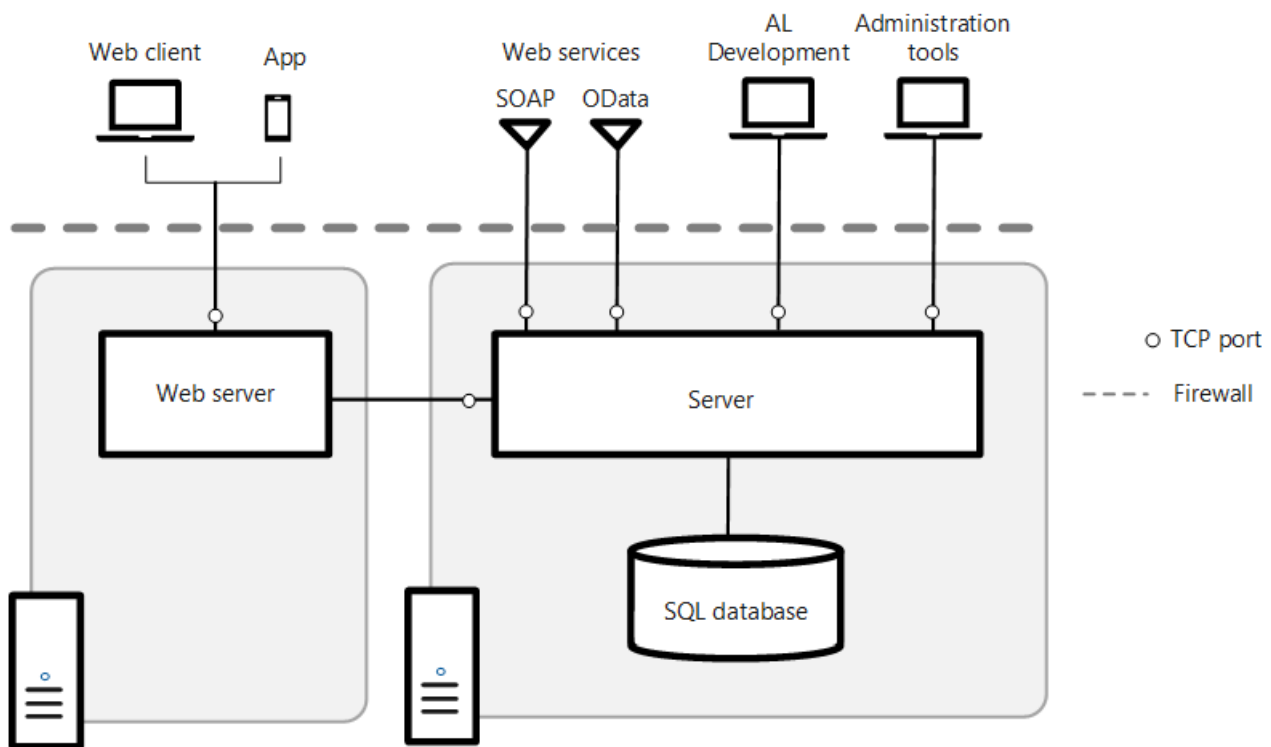 Web client
App
Web services
SOAP
OData
AL
Development
Administration
tools
TCP port
Firewall
Web server
Server
SQL database